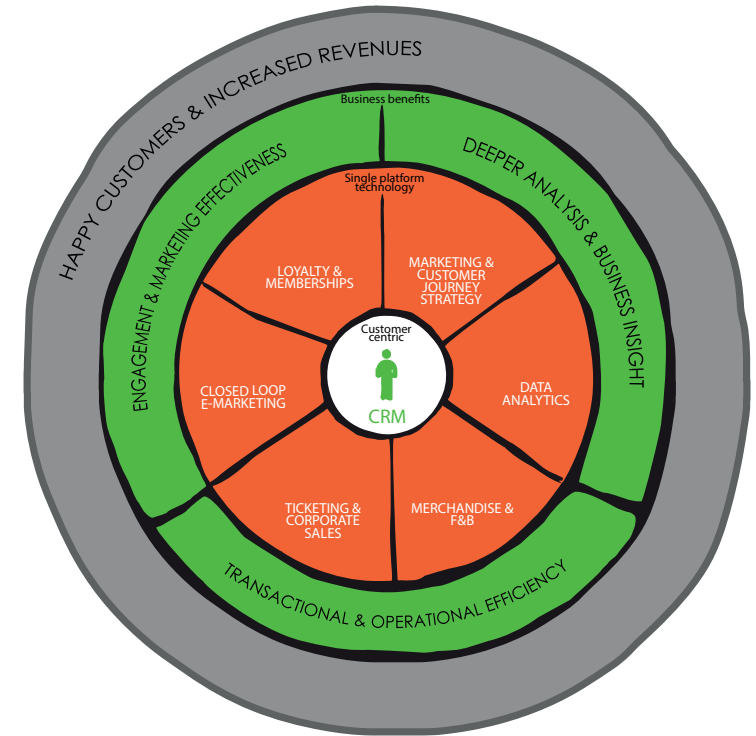 HAPPY CUSTOMERS & INCREASED REVENUES
Business benefits
ENGAGEMENT & MARKETING EFFECTIVENESS
DEEPER ANALYSIS & BUSINESS INSIGHT
Single platform
technology
LOYALTY &
MEMBERSHIPS
MARKETING &
CUSTOMER
JOURNEY
STRATEGY
Customer
centric
CRM
CLOSED LOOP
E-MARKETING
DATA
ANALYTICS
TICKETING &
CORPORATE
SALES
MERCHANDISE &
F&B
TRANSACTIONAL & OPERATIONAL EFFICIENCY